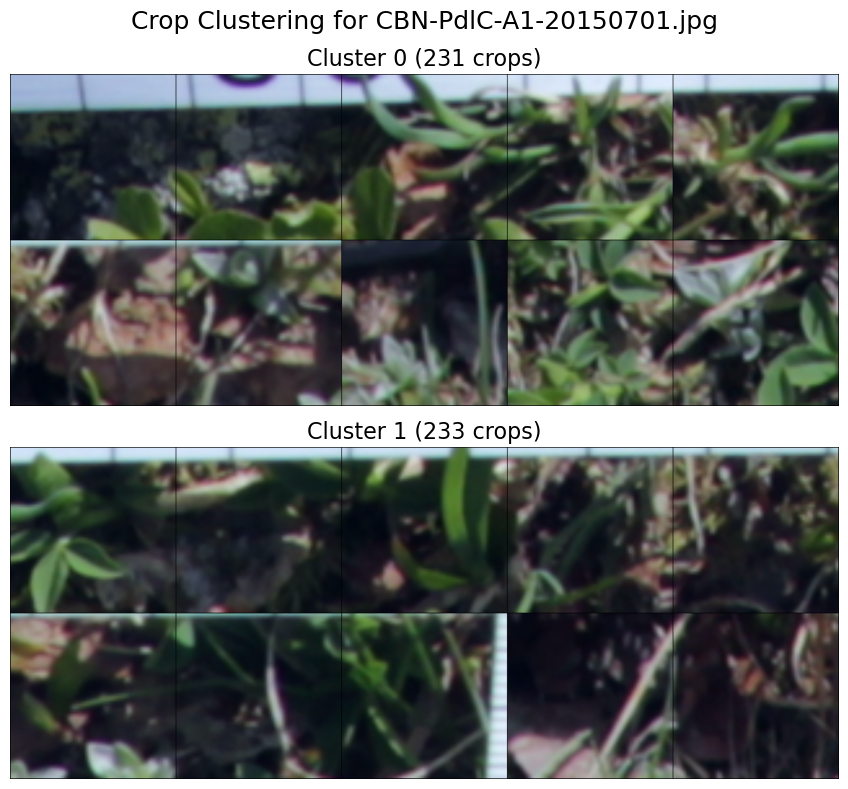 Crop Clustering for CBN-PdlC-A1-20150701.jpg
Cluster 0 (231 crops)
Cluster 1 (233 crops)